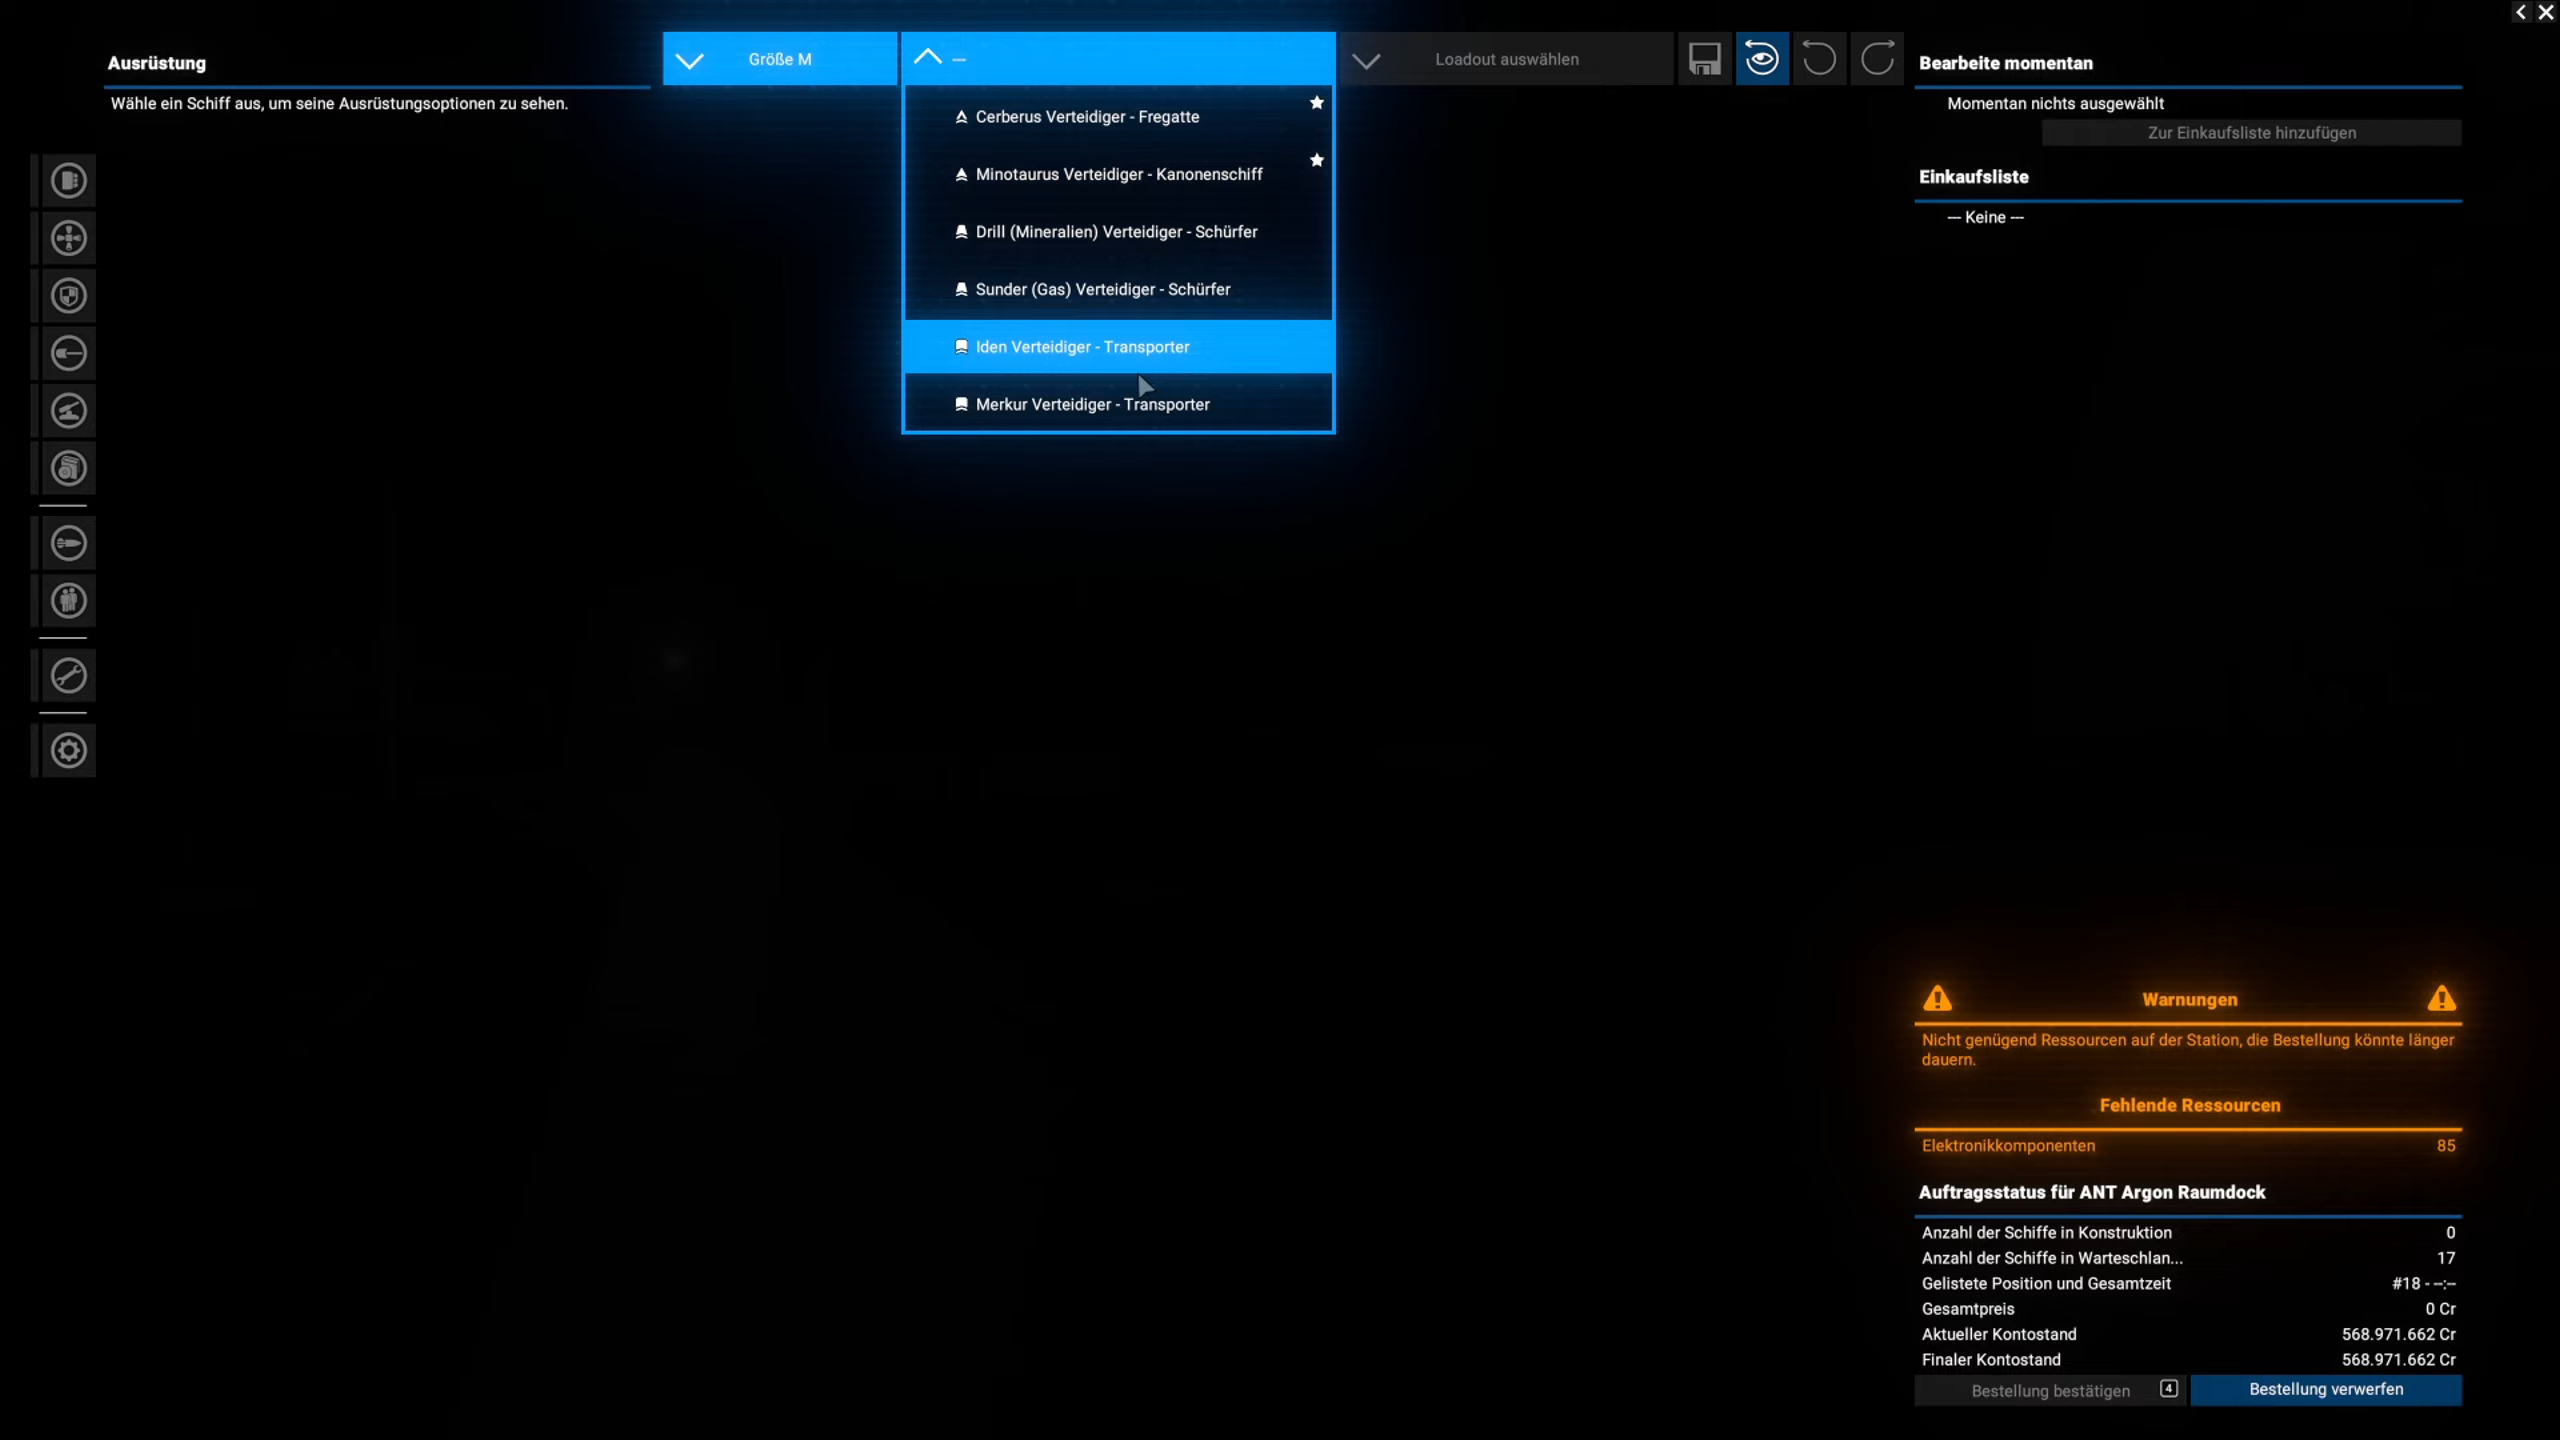 Ausrüstung
Wähle ein Schiff aus, um seine Ausrüstungsoptionen zu sehen.
Größe M
—
Loadout auswählen
Cerberus Verteidiger - Fregatte
Minotaurus Verteidiger - Kanonenschiff
Drill (Mineralien) Verteidiger - Schürfer
Sunder (Gas) Verteidiger - Schürfer
Iden Verteidiger - Transporter
Merkur Verteidiger - Transporter
Bearbeite momentan
Momentan nichts ausgewählt
Zur Einkaufsliste hinzufügen
Einkaufsliste
--- Keine ---
Warnungen
Nicht genügend Ressourcen auf der Station, die Bestellung könnte länger
dauern.
Fehlende Ressourcen
Elektronikkomponenten 85
Auftragsstatus für ANT Argon Raumdock
Anzahl der Schiffe in Konstruktion 0
Anzahl der Schiffe in Warteschlan... 17
Gelistete Position und Gesamtzeit #18 - --:--
Gesamtpreis 0 Cr
Aktueller Kontostand 568.971.662 Cr
Finaler Kontostand 568.971.662 Cr
Bestellung bestätigen 4
Bestellung verwerfen